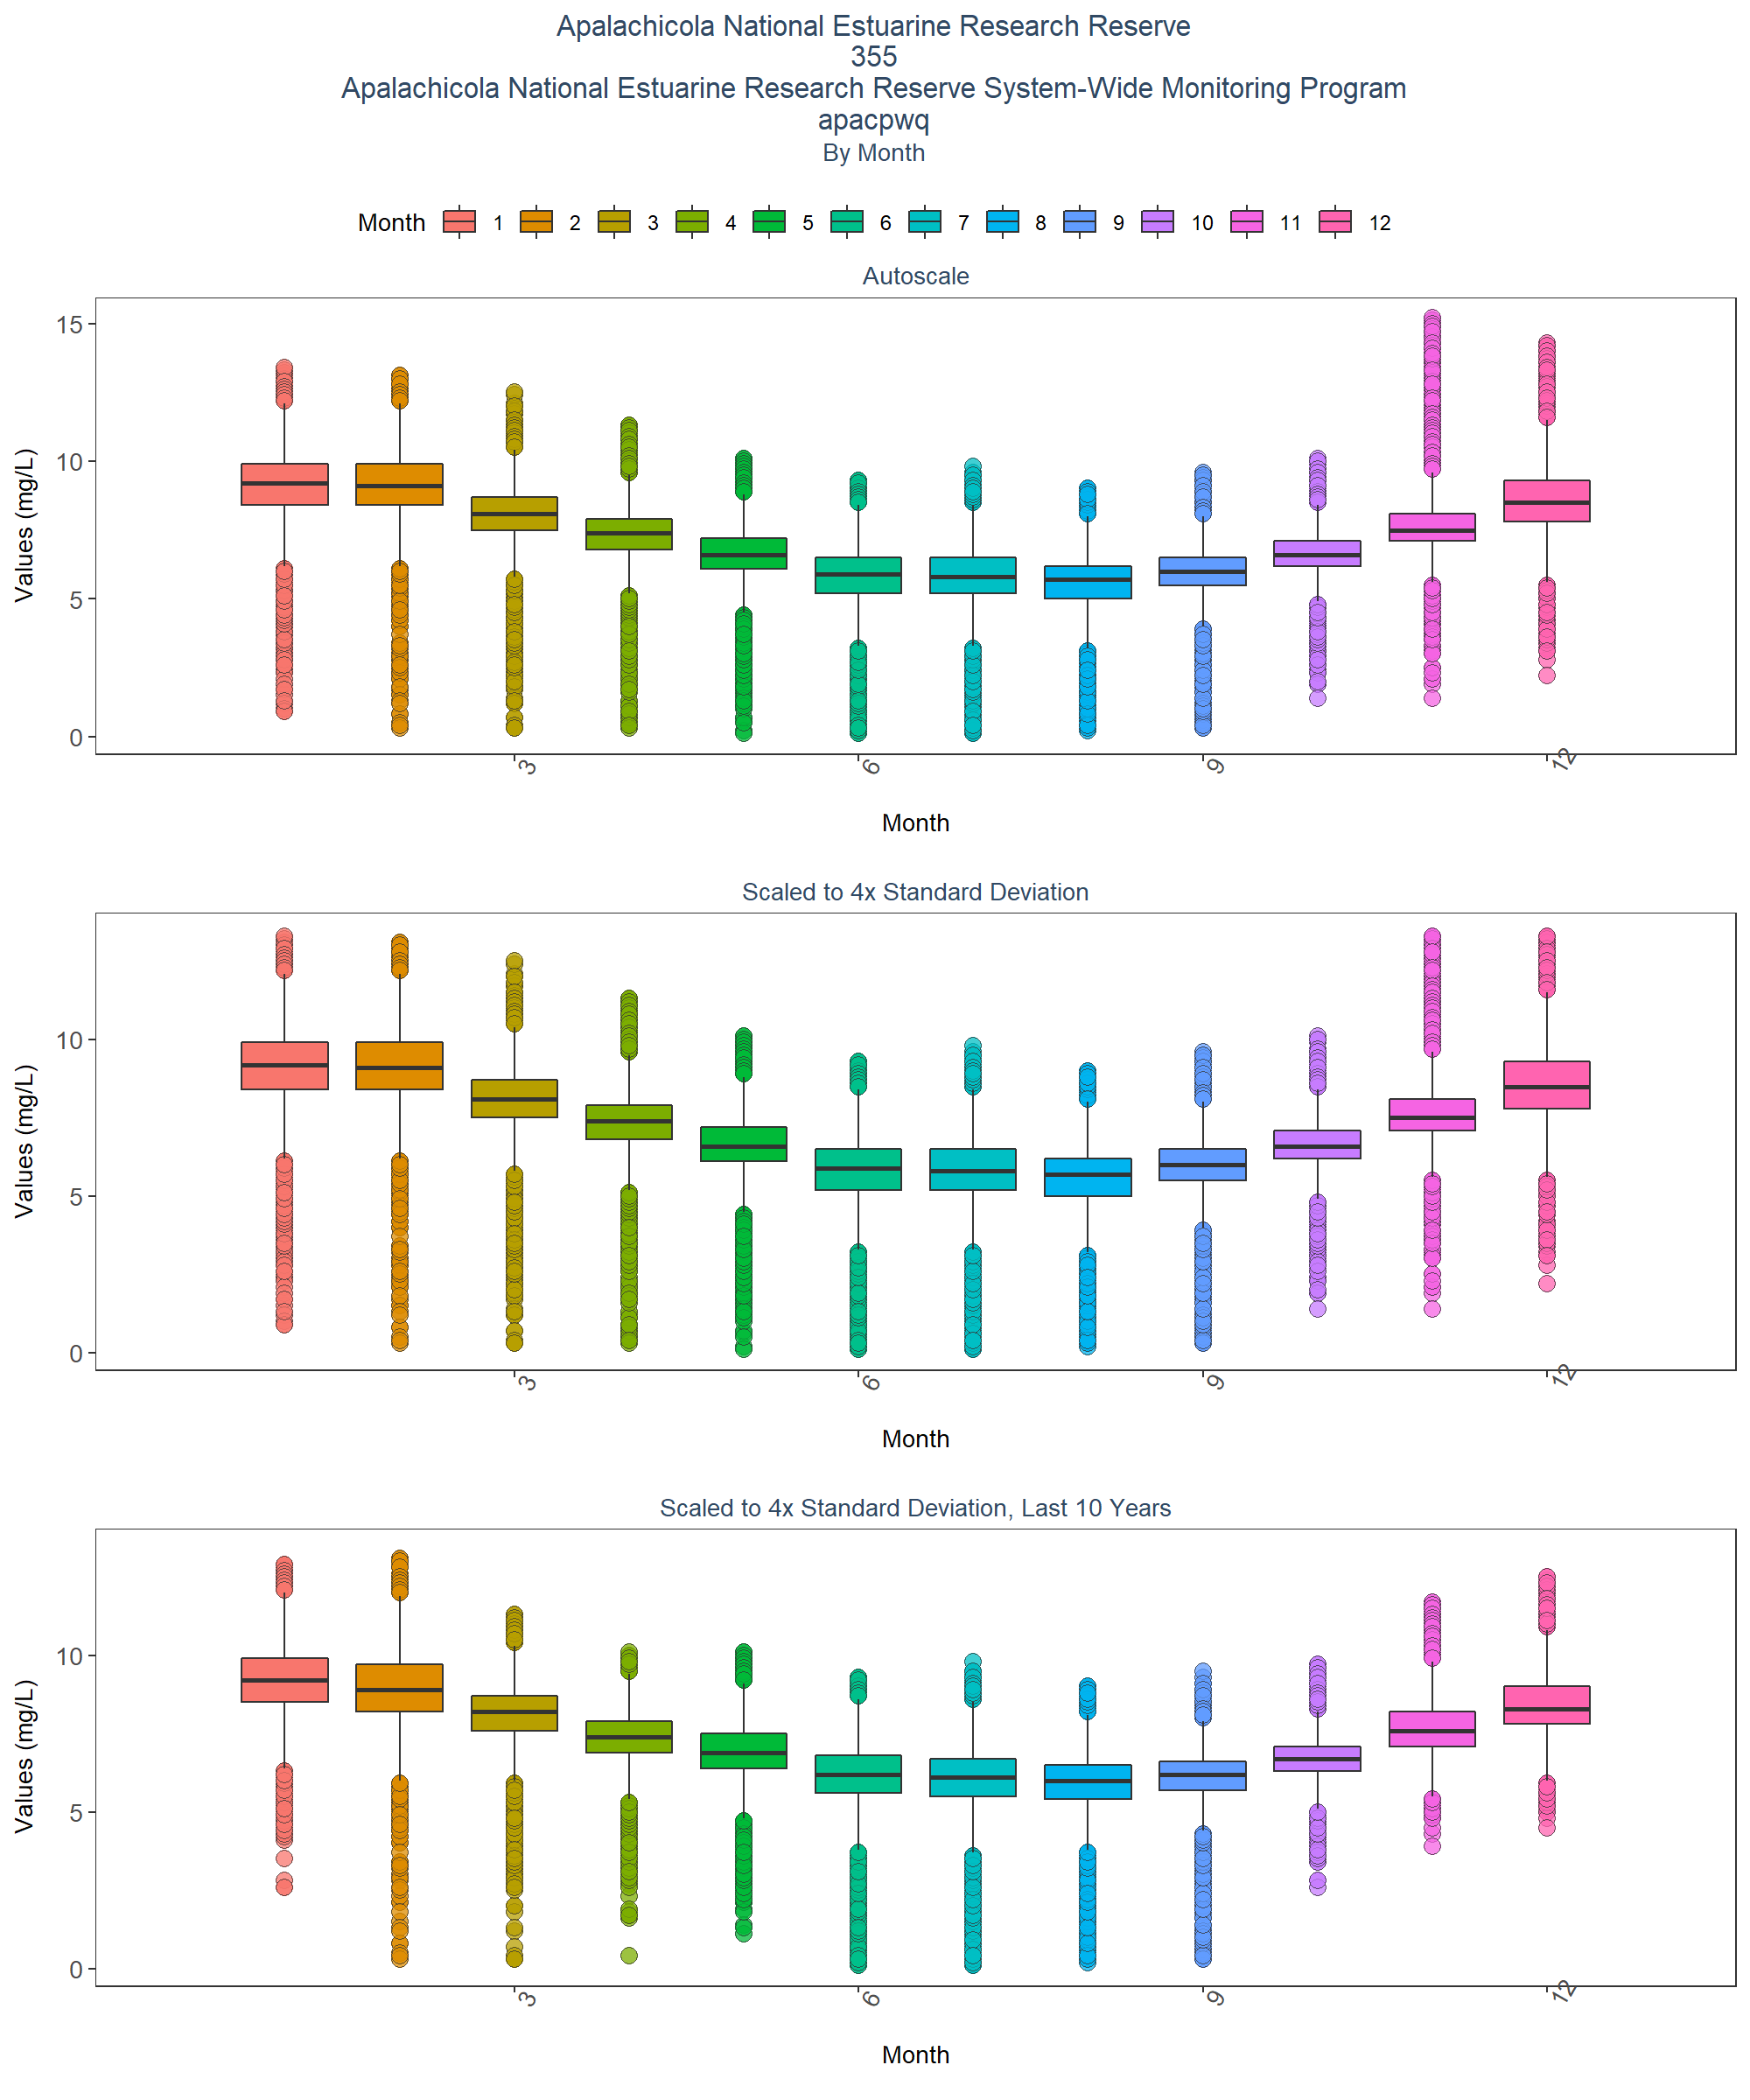 Apalachicola National Estuarine Research Reserve
355
Apalachicola National Estuarine Research Reserve System-Wide Monitoring Program
apacpwq
By Month
Month 1 2 3 4 5 6 7 8 9 10 11 12
Autoscale
Values (mg/L)
15
10
5
0
3 6 9 12
Month
Scaled to 4x Standard Deviation
Values (mg/L)
10
5
0
3 6 9 12
Month
Scaled to 4x Standard Deviation, Last 10 Years
Values (mg/L)
10
5
0
3 6 9 12
Month